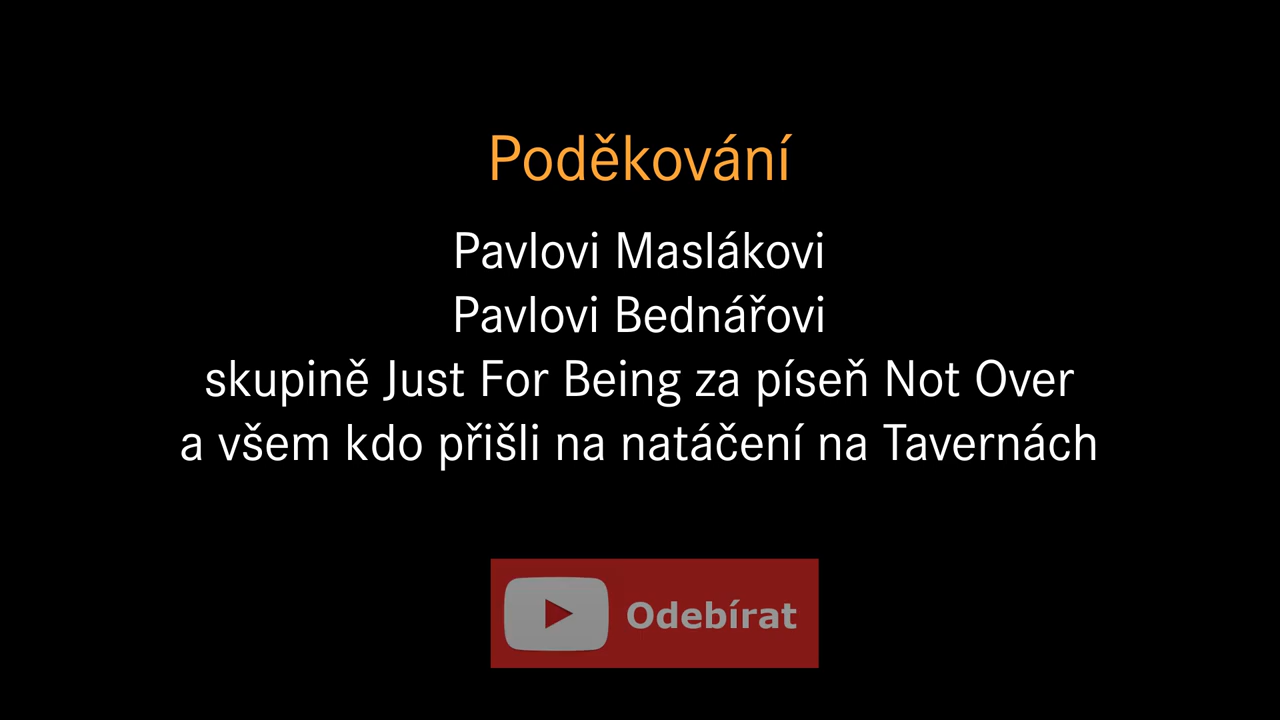 Poděkování
Pavlovi Maslákovi
Pavlovi Bednářovi
skupině Just For Being za píseň Not Over
a všem kdo přišli na natáčení na Tavernách
Odebírat